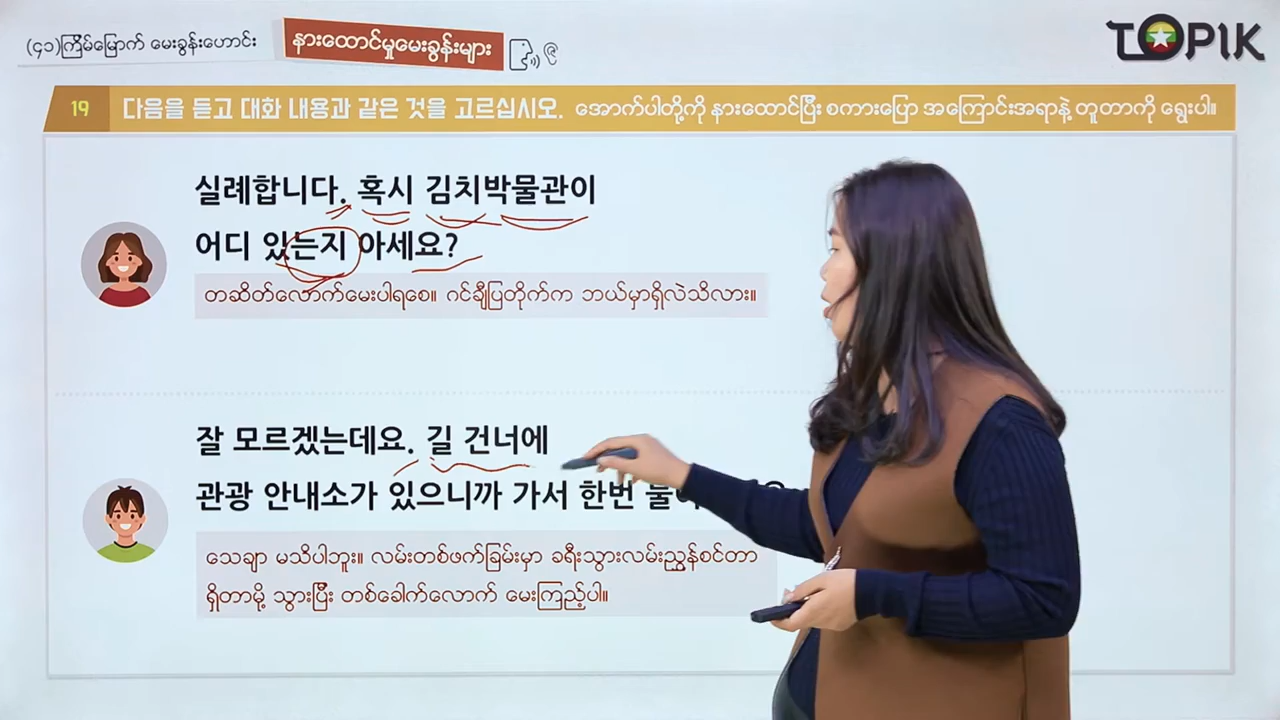 (၄၁)ကြိမ်မြောက် မေးခွန်းဟောင်း
နားထောင်မှုမေးခွန်းများ
၉
TOPIK
19 다음을 듣고 대화 내용과 같은 것을 고르십시오. အောက်ပါတို့ကို နားထောင်ပြီး စကားပြော အကြောင်းအရာနဲ့ တူတာကို ရွေးပါ။
실례합니다. 혹시 김치박물관이
어디 있는지 아세요?
တဆိတ်လောက်မေးပါရစေ။ ဂင်ချီပြတိုက်က ဘယ်မှာရှိလဲသိလား။
잘 모르겠는데요. 길 건너에
관광 안내소가 있으니까 가서 한번
သေချာ မသိပါဘူး။ လမ်းတစ်ဖက်ခြမ်းမှာ ခရီးသွားလမ်းညွှန်စင်တာ
ရှိတာမို့ သွားပြီး တစ်ခေါက်လောက် မေးကြည့်ပါ။